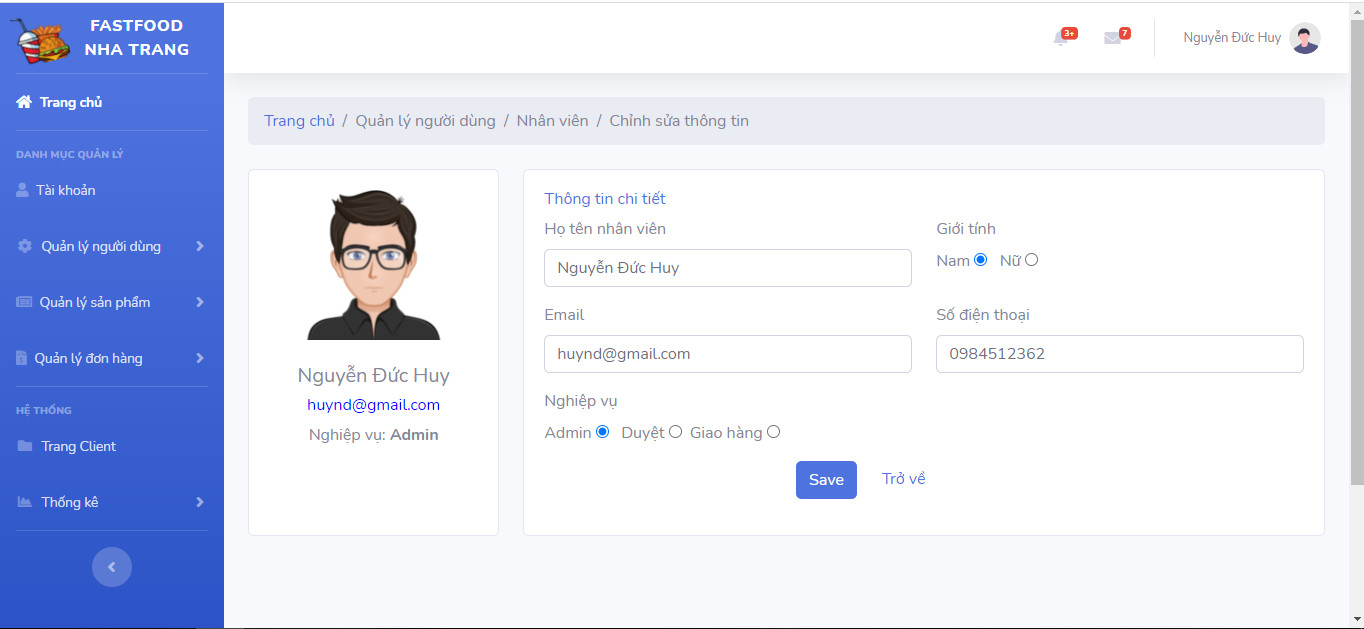 FASTFOOD
NHA TRANG
3+
7
Nguyễn Đức Huy
Trang chủ
DANH MỤC QUẢN LÝ
Tài khoản
Quản lý người dùng
Quản lý sản phẩm
Quản lý đơn hàng
HỆ THỐNG
Trang Client
Thống kê
Trang chủ / Quản lý người dùng / Nhân viên / Chỉnh sửa thông tin
Nguyễn Đức Huy
huynd@gmail.com
Nghiệp vụ: Admin
Thông tin chi tiết
Họ tên nhân viên
Nguyễn Đức Huy
Giới tính
Nam Nữ
Email
huynd@gmail.com
Số điện thoại
0984512362
Nghiệp vụ
Admin Duyệt Giao hàng
Save Trở về